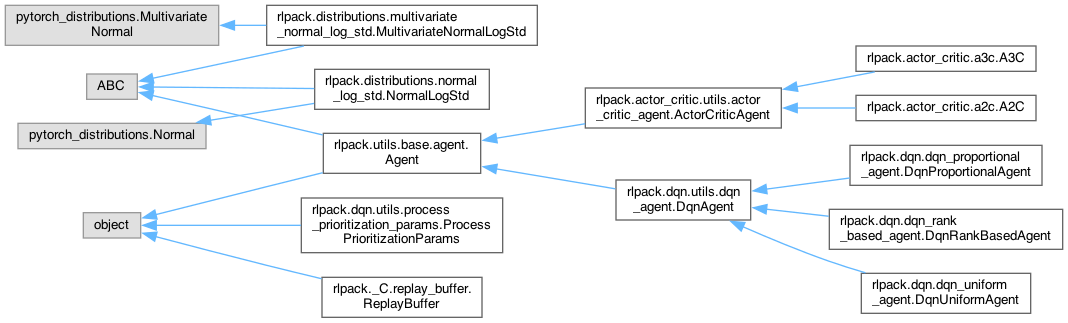 pytorch_distributions.Multivariate
Normal
ABC
pytorch_distributions.Normal
object
rlpack.distributions.multivariate
_normal_log_std.MultivariateNormalLogStd
rlpack.distributions.normal
_log_std.NormalLogStd
rlpack.utils.base.agent.
Agent
rlpack.dqn.utils.process
_prioritization_params.Process
PrioritizationParams
rlpack._C.replay_buffer.
ReplayBuffer
rlpack.actor_critic.utils.actor
_critic_agent.ActorCriticAgent
rlpack.dqn.utils.dqn
_agent.DqnAgent
rlpack.actor_critic.a3c.A3C
rlpack.actor_critic.a2c.A2C
rlpack.dqn.dqn_proportional
_agent.DqnProportionalAgent
rlpack.dqn.dqn_rank
_based_agent.DqnRankBasedAgent
rlpack.dqn.dqn_uniform
_agent.DqnUniformAgent